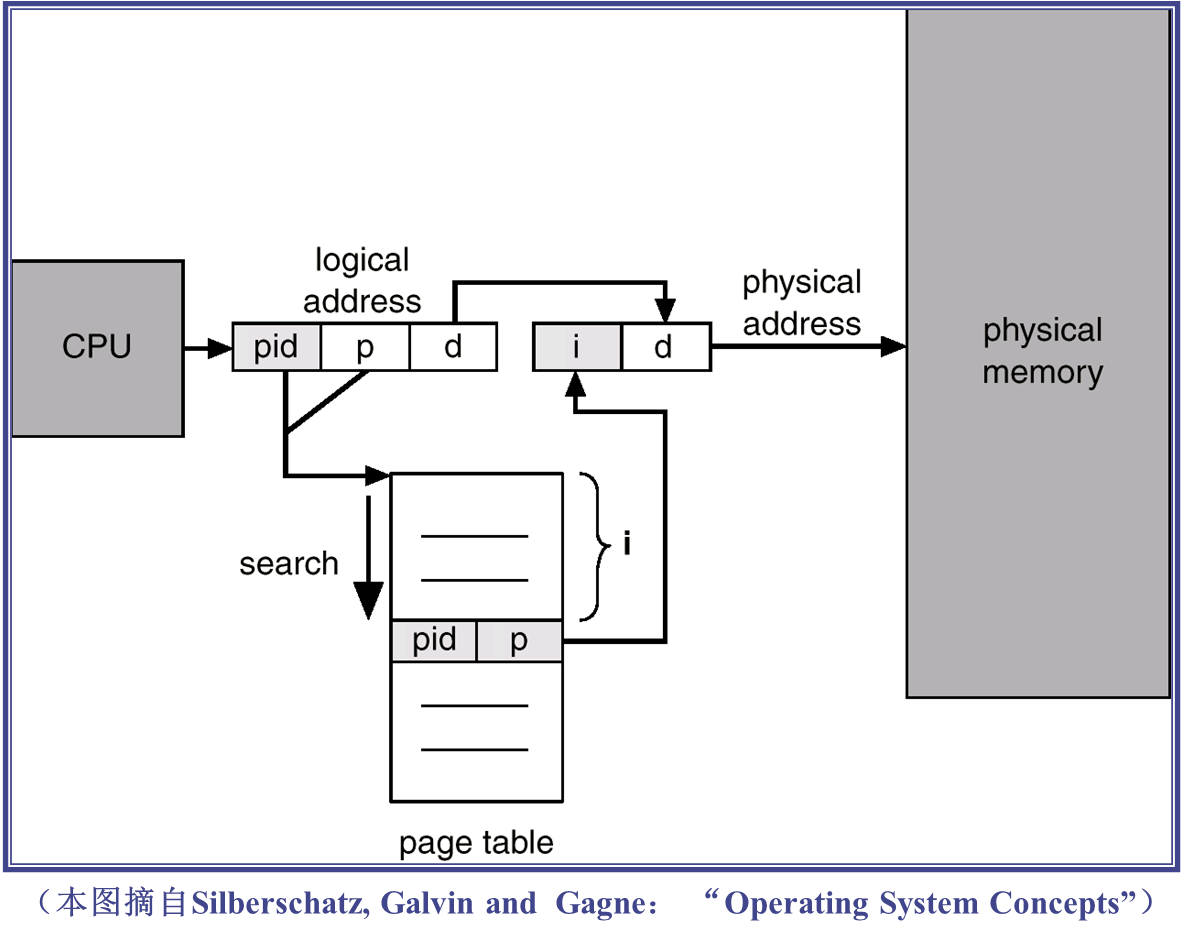 logical
address
physical
address
CPU
pid p d
i d
physical
memory
search
i
pid p
page table
（本图摘自Silberschatz, Galvin and Gagne： “Operating System Concepts”）